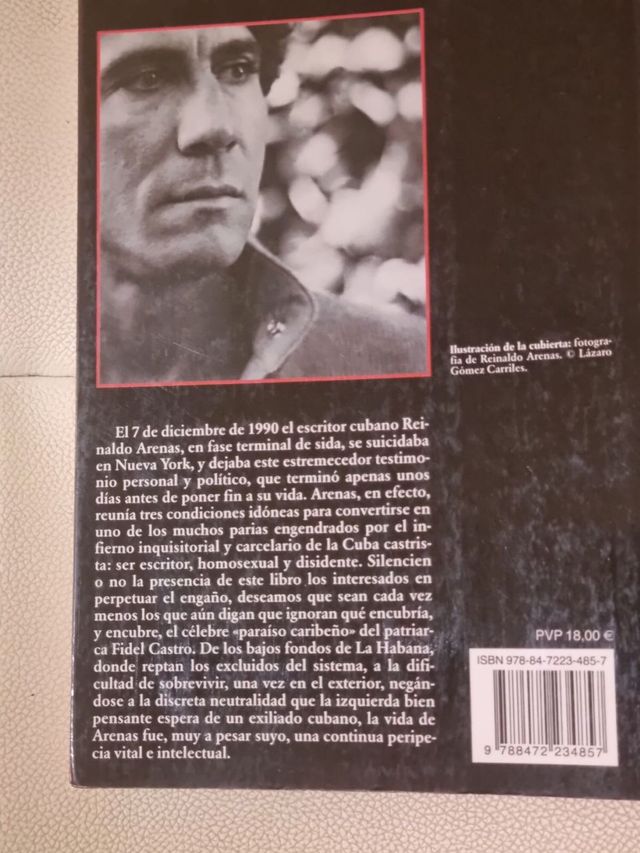 Ilustración de la cubierta: fotogra-
fía de Reinaldo Arenas. © Lázaro
Gómez Carriles.
El 7 de diciembre de 1990 el escritor cubano Rei-
naldo Arenas, en fase terminal de sida, se suicidaba
en Nueva York, y dejaba este estremecedor testimo-
nio personal y político, que terminó apenas unos
días antes de poner fin a su vida. Arenas, en efecto,
reunía tres condiciones idóneas para convertirse en
uno de los muchos parias engendrados por el in-
fierno inquisitorial y carcelario de la Cuba castris-
ta: ser escritor, homosexual y disidente. Silencien
o no la presencia de este libro los interesados en
perpetuar el engaño, deseamos que sean cada vez
menos los que aún digan que ignoran qué encubría,
y encubre, el célebre «paraíso caribeño» del patriar-
ca Fidel Castro. De los bajos fondos de La Habana,
donde reptan los excluidos del sistema, a la difi-
cultad de sobrevivir, una vez en el exterior, negán-
dose a la discreta neutralidad que la izquierda bien
pensante espera de un exiliado cubano, la vida de
Arenas fue, muy a pesar suyo, una continua peripe-
cia vital e intelectual.
PVP 18,00 €
ISBN 978-84-7223-485-7
9 788472 234857